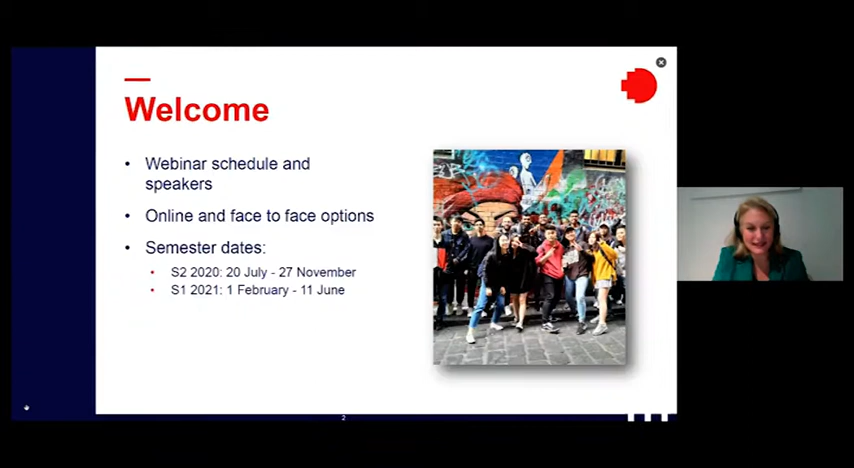 Welcome
• Webinar schedule and
speakers
• Online and face to face options
• Semester dates:
• S2 2020: 20 July - 27 November
• S1 2021: 1 February - 11 June
2